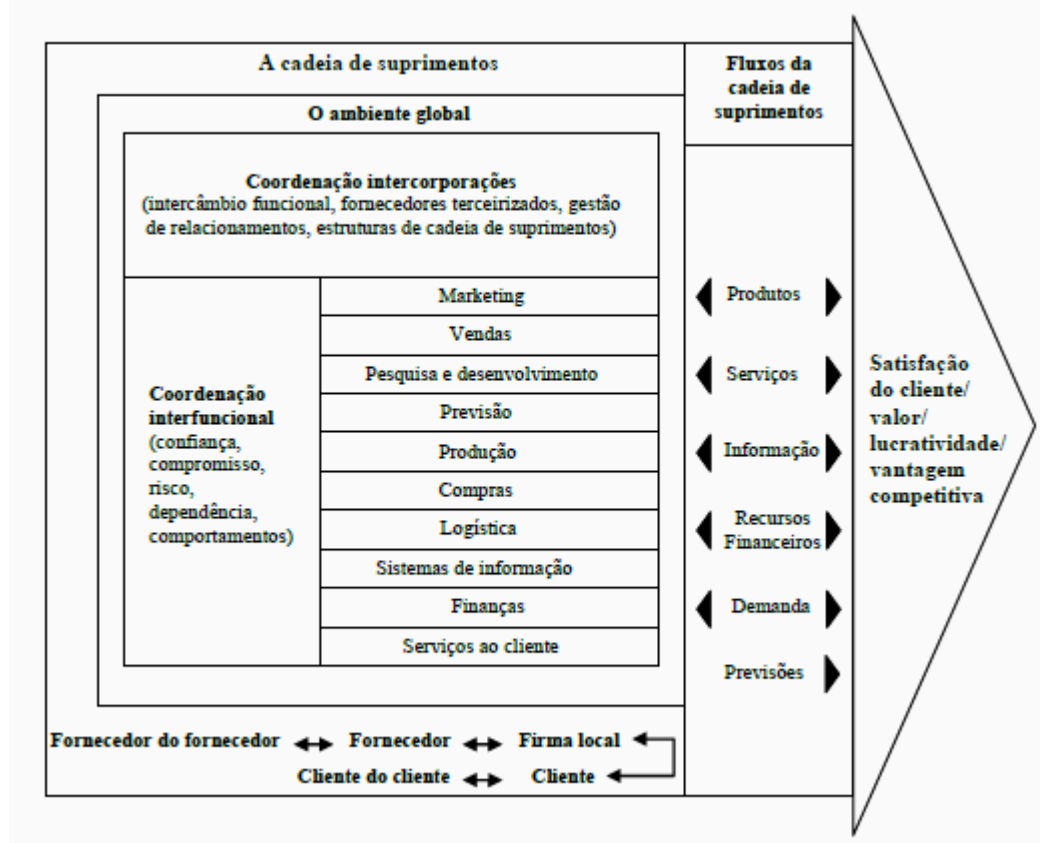 A cadeia de suprimentos
O ambiente global
Coordenação intercorporações
(intercâmbio funcional, fornecedores terceirizados, gestão
de relacionamentos, estruturas de cadeia de suprimentos)
Coordenação
interfuncional
(confiança,
compromisso,
risco,
dependência,
comportamentos)
Marketing
Vendas
Pesquisa e desenvolvimento
Previsão
Produção
Compras
Logística
Sistemas de informação
Finanças
Serviços ao cliente
Fornecedor do fornecedor Fornecedor Firma local
Cliente do cliente Cliente
Fluxos da
cadeia de
suprimentos
Produtos
Serviços
Informação
Recursos
Financeiros
Demanda
Previsões
Satisfação
do cliente/
valor/
lucratividade/
vantagem
competitiva